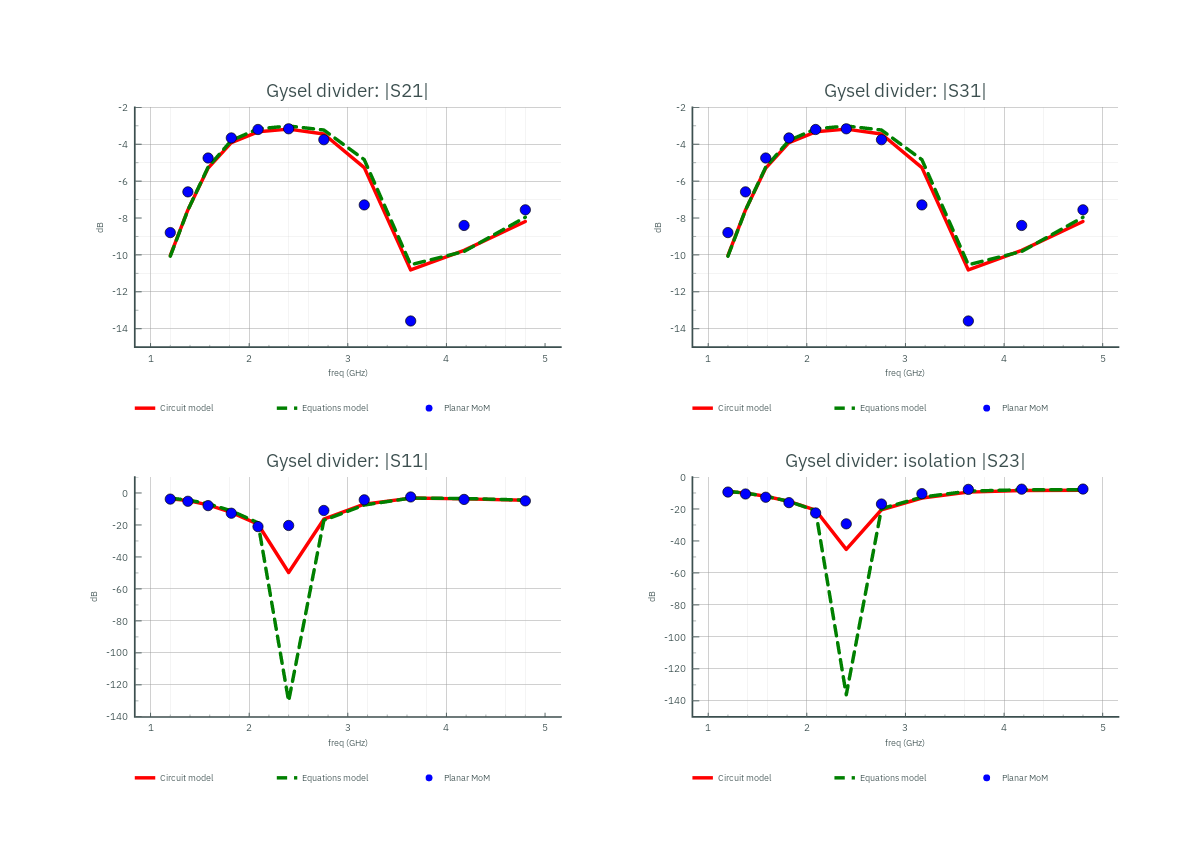 Gysel divider: |S21|
-2
-4
-6
-8
-10
-12
-14
dB
1 2 3 4 5
freq (GHz)
Circuit model Equations model Planar MoM
Gysel divider: |S31|
-2
-4
-6
-8
-10
-12
-14
dB
1 2 3 4 5
freq (GHz)
Circuit model Equations model Planar MoM
Gysel divider: |S11|
0
-20
-40
-60
-80
-100
-120
-140
dB
1 2 3 4 5
freq (GHz)
Circuit model Equations model Planar MoM
Gysel divider: isolation |S23|
0
-20
-40
-60
-80
-100
-120
-140
dB
1 2 3 4 5
freq (GHz)
Circuit model Equations model Planar MoM